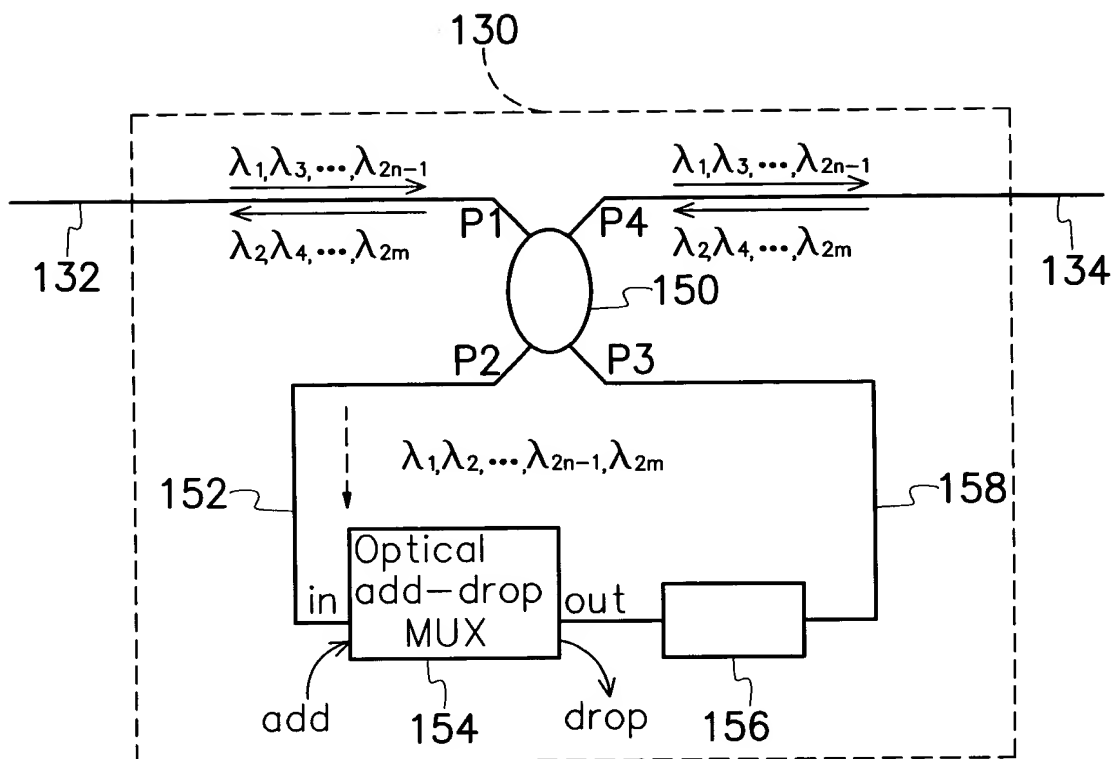 130
λ1,λ3,···,λ2n−1
λ1,λ3,···,λ2n−1
P1
P4
λ2,λ4,···,λ2m
λ2,λ4,···,λ2m
132
150
134
P2
P3
λ1,λ2,···,λ2n−1,λ2m
152
158
Optical
add−drop
MUX
in
out
add
154
drop
156